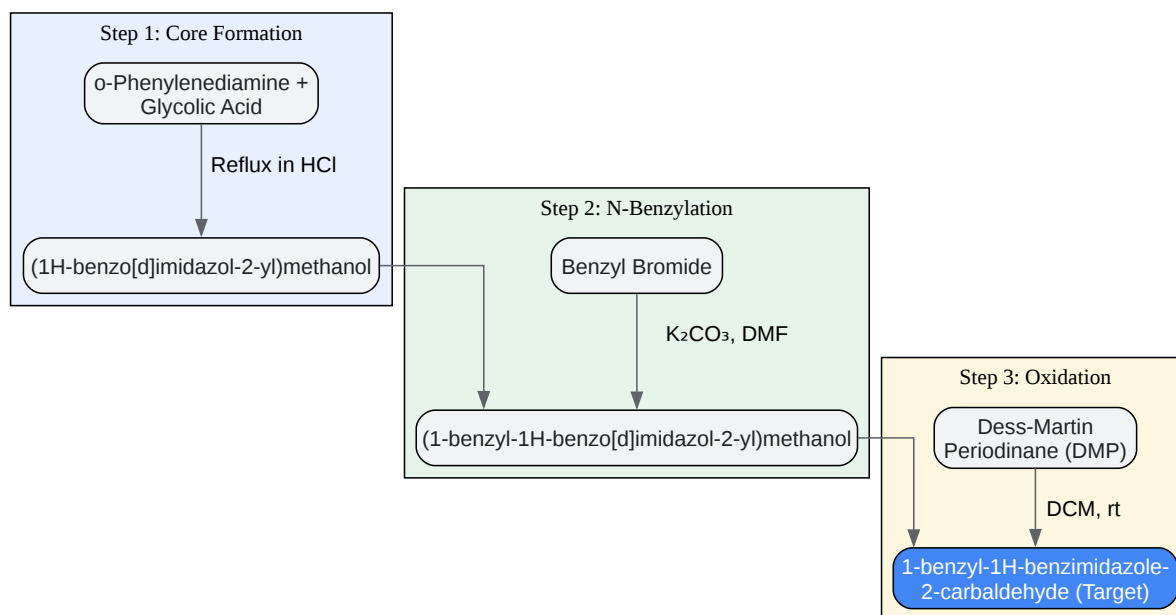 Step 1: Core Formation
o-Phenylenediamine +
Glycolic Acid
Reflux in HCl
(1H-benzo[d]imidazol-2-yl)methanol
Step 2: N-Benzylation
Benzyl Bromide
K₂CO₃, DMF
(1-benzyl-1H-benzo[d]imidazol-2-yl)methanol
Step 3: Oxidation
Dess-Martin
Periodinane (DMP)
DCM, rt
1-benzyl-1H-benzimidazole-
2-carbaldehyde (Target)